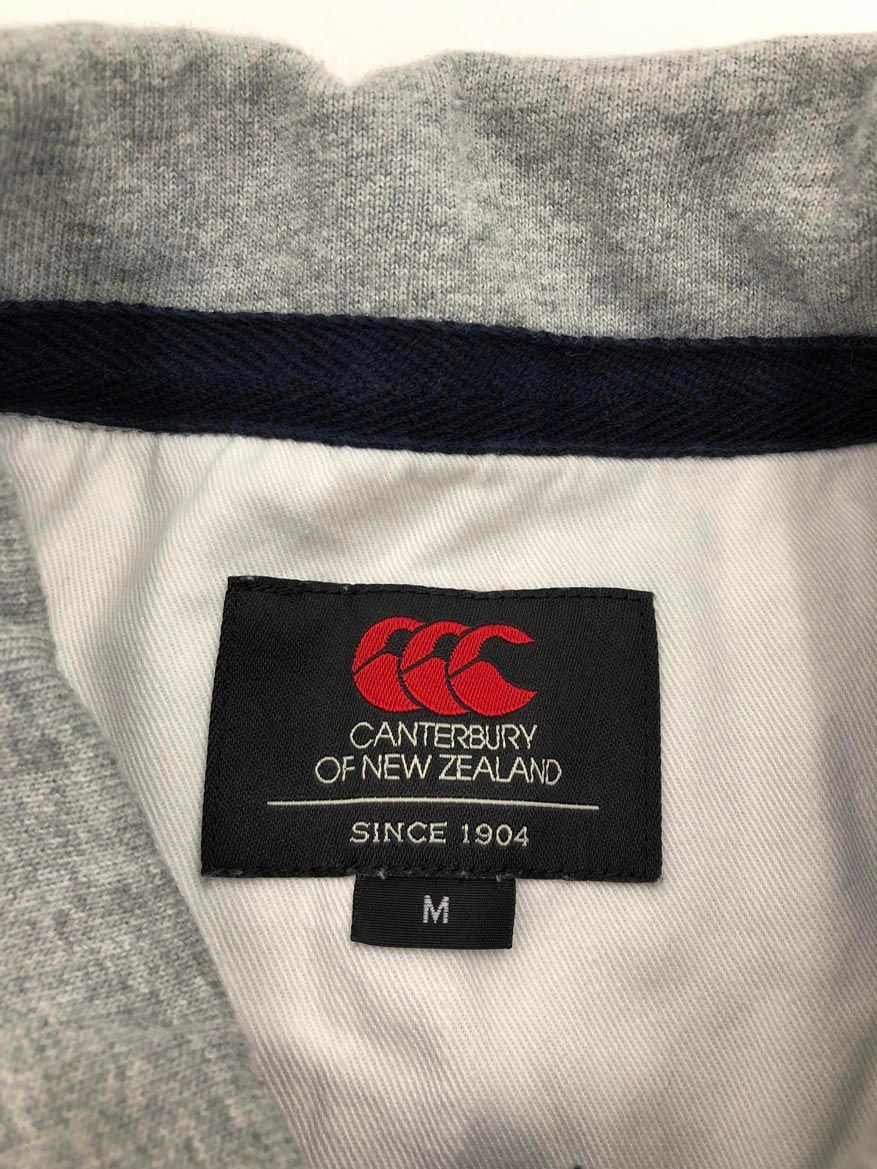 CANTERBURY
OF NEW ZEALAND
SINCE 1904
M